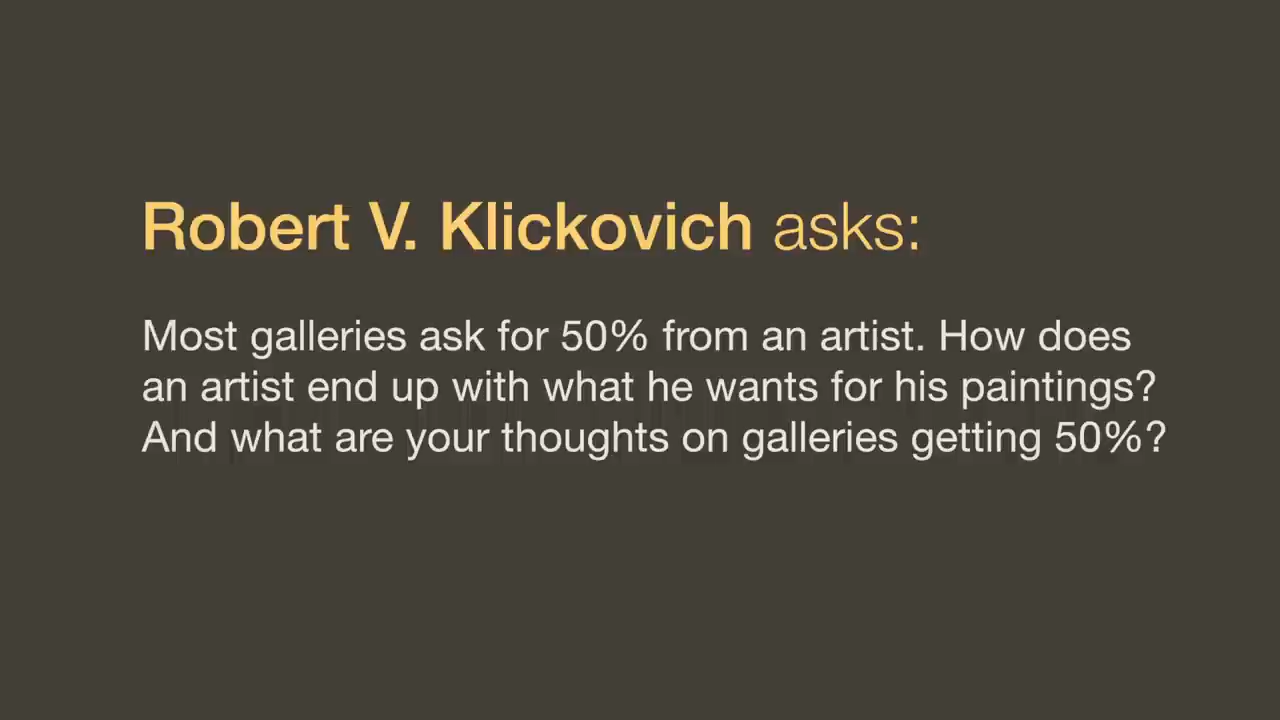 Robert V. Klickovich asks:
Most galleries ask for 50% from an artist. How does
an artist end up with what he wants for his paintings?
And what are your thoughts on galleries getting 50%?